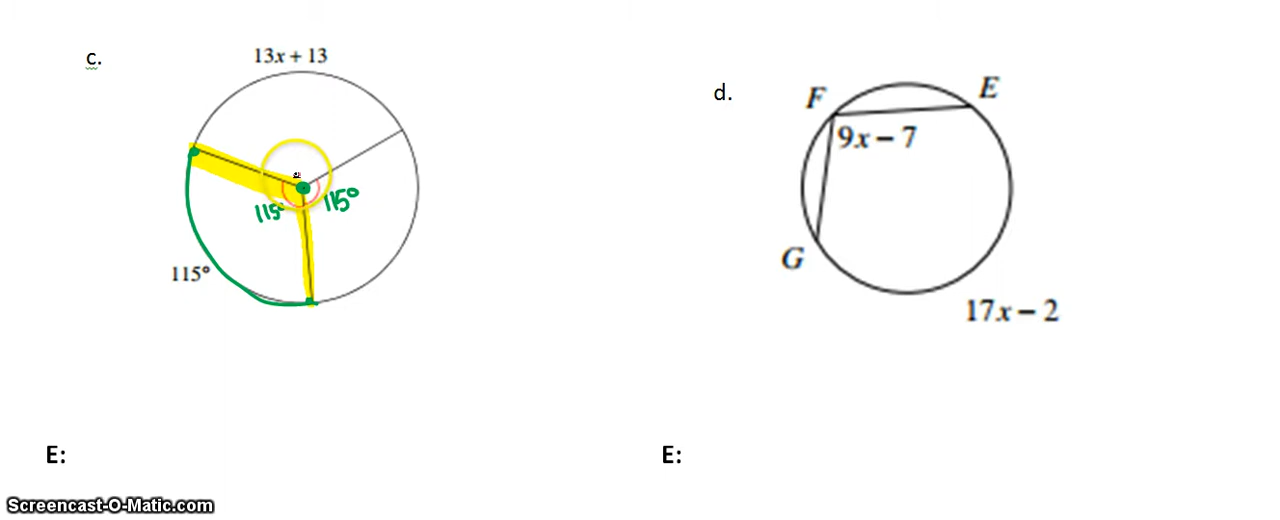 c.
13x + 13
115°
115°
115°
E:
d.
F
E
9x – 7
G
17x – 2
E:
Screencast-O-Matic.com